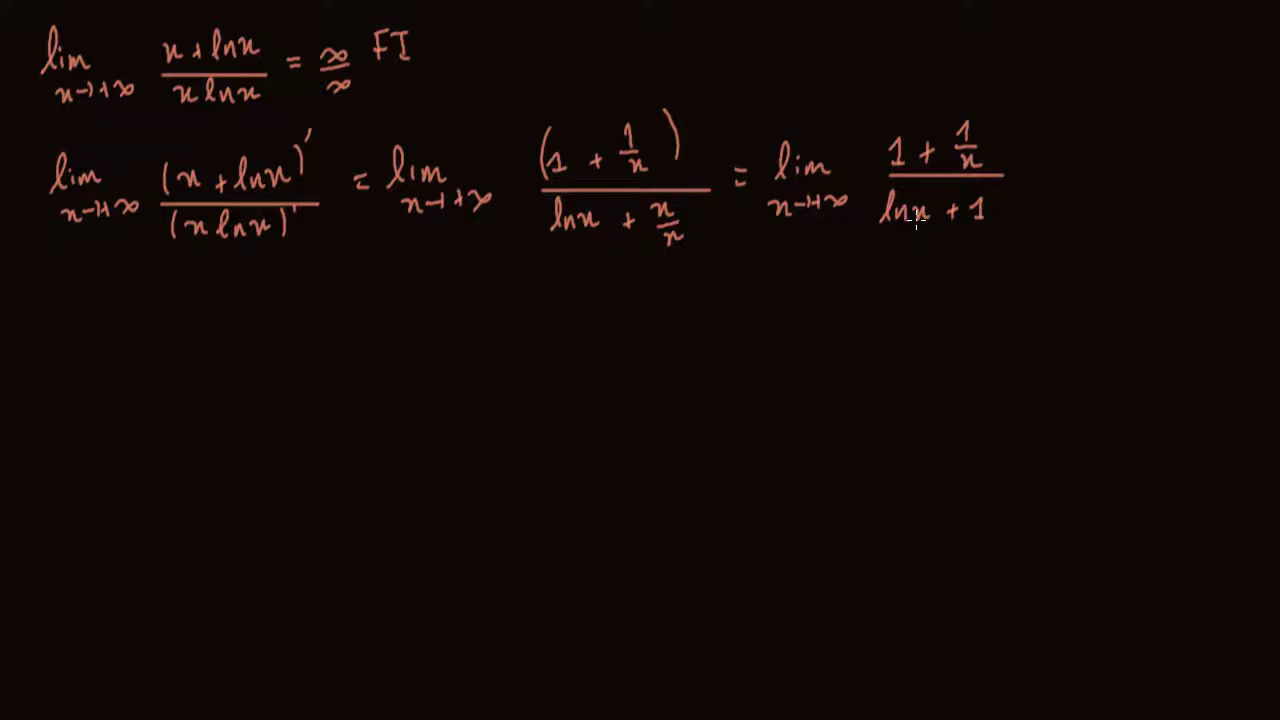 lim x→+∞ (x + ln x)/(x ln x) = ∞/∞ FI
lim x→+∞ (x + ln x)'/(x ln x)' = lim x→+∞ (1 + 1/x)/(ln x + x/x) = lim x→+∞ (1 + 1/x)/(ln x + 1)